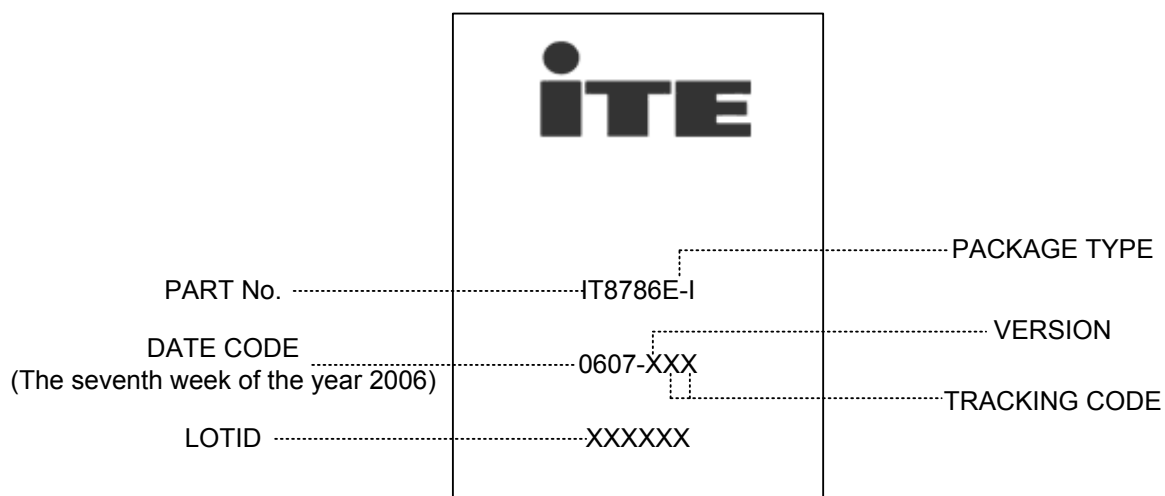 iTE
PACKAGE TYPE
PART No. IT8786E-I
VERSION
DATE CODE 0607-XXX
(The seventh week of the year 2006)
TRACKING CODE
LOTID XXXXXX